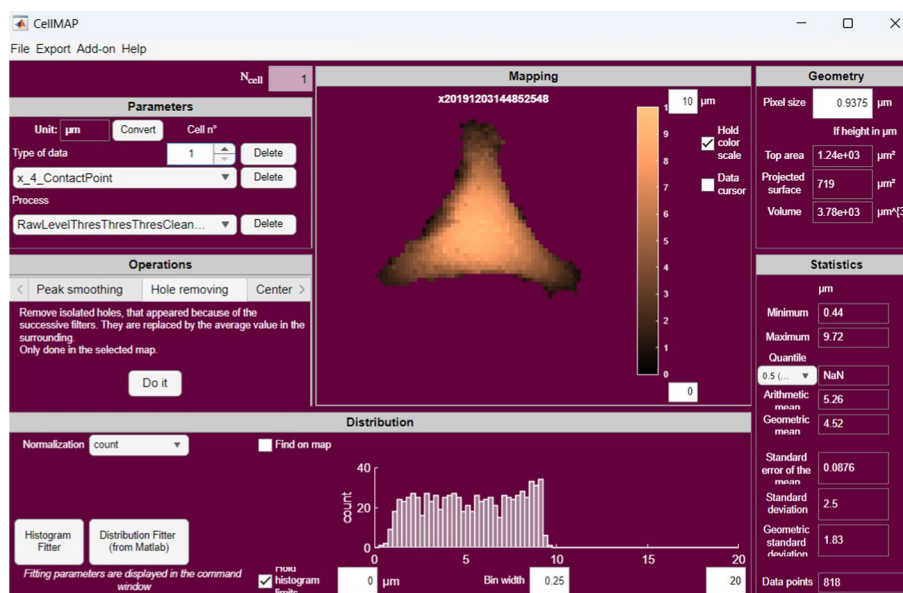 CellMAP
File Export Add-on Help
Ncell 1
Parameters
Unit: µm Convert Cell n°
Type of data 1 Delete
x_4_ContactPoint Delete
Process
RawLevelThresThresThresClean... Delete
Operations
Peak smoothing Hole removing Center
Remove isolated holes, that appeared because of the
successive filters. They are replaced by the average value in the
surrounding.
Only done in the selected map.
Do it
Mapping
x20191203144852548
10 µm
1
9
8
7
6
5
4
3
2
1
0
0
Hold
color
scale
Data
cursor
Geometry
Pixel size 0.9375 µm
If height in µm
Top area 1.24e+03 µm²
Projected
surface 719 µm²
Volume 3.78e+03 µm^{3
Statistics
µm
Minimum 0.44
Maximum 9.72
Quantile
0.5 (... NaN
Arithmetic
mean 5.26
Geometric
mean 4.52
Standard
error of the
mean 0.0876
Standard
deviation 2.5
Geometric
standard
deviation 1.83
Data points 818
Distribution
Normalization count
Find on map
40
20
0
count
0 5 10 15 20
Histogram
Fitter
Distribution Fitter
(from Matlab)
Fitting parameters are displayed in the command
window
Hold
histogram
limits
0 µm Bin width 0.25 20